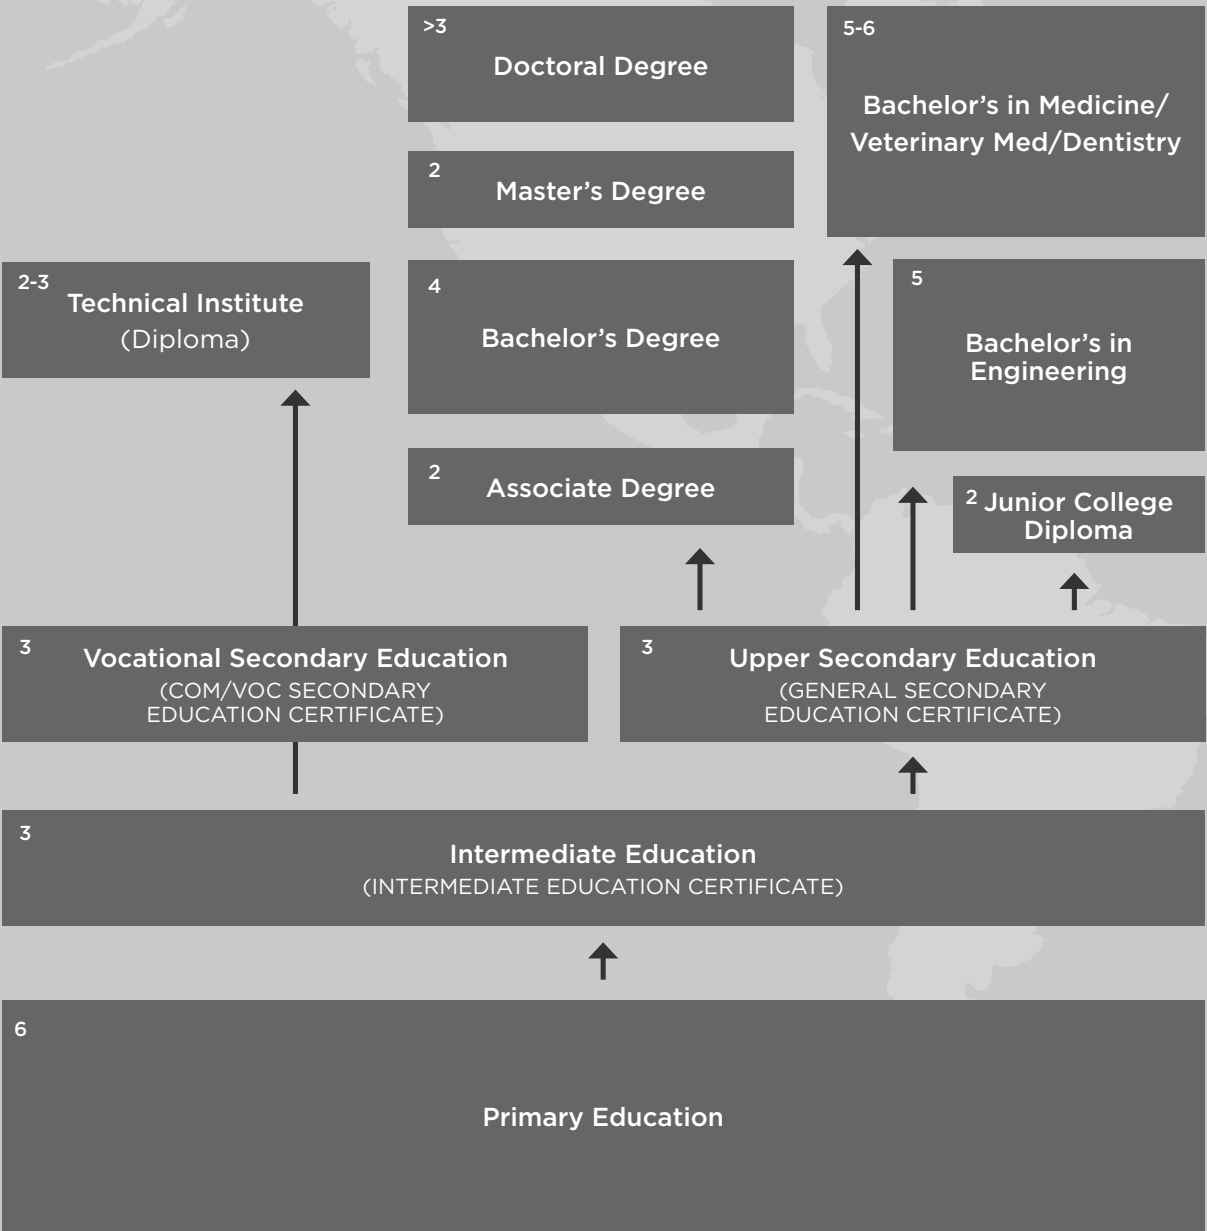 >3
Doctoral Degree
5-6
Bachelor’s in Medicine/
Veterinary Med/Dentistry
2
Master’s Degree
2-3
Technical Institute
(Diploma)
4
Bachelor’s Degree
5
Bachelor’s in
Engineering
2
Associate Degree
2
Junior College
Diploma
3
Vocational Secondary Education
(COM/VOC SECONDARY
EDUCATION CERTIFICATE)
3
Upper Secondary Education
(GENERAL SECONDARY
EDUCATION CERTIFICATE)
3
Intermediate Education
(INTERMEDIATE EDUCATION CERTIFICATE)
6
Primary Education